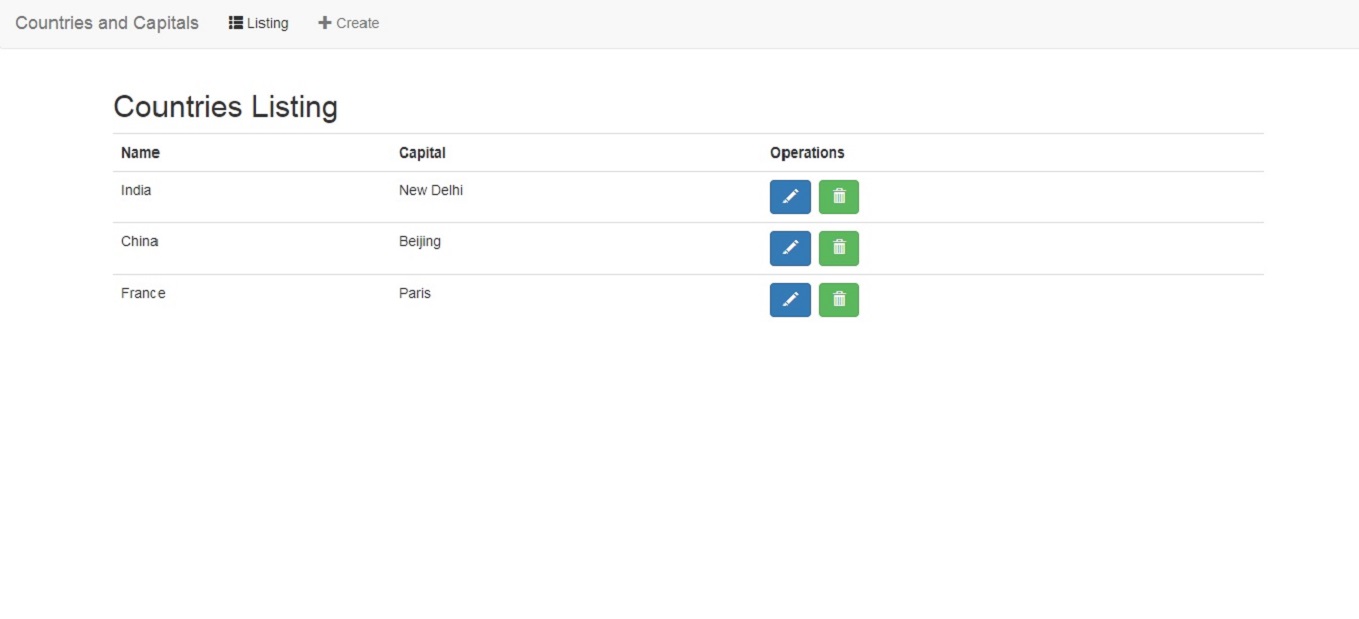 Countries and Capitals Listing Create
Countries Listing
Name Capital Operations
India New Delhi
China Beijing
France Paris